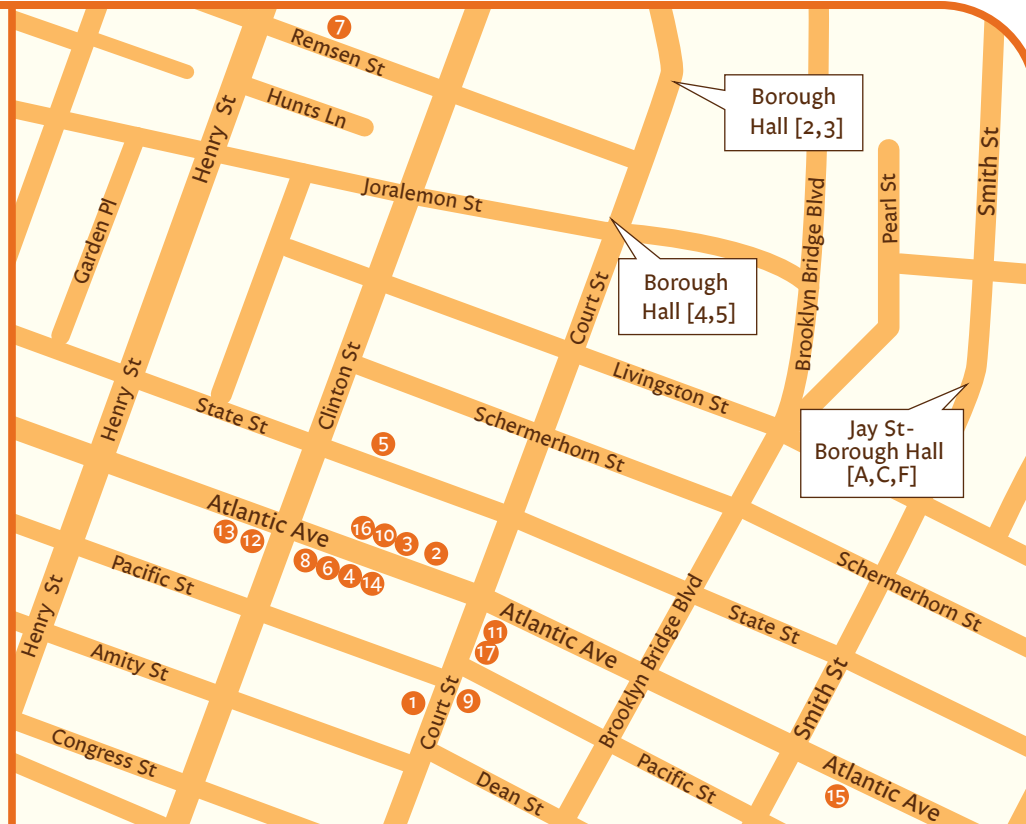 7
Remsen St
Hunts Ln
Henry St
Borough
Hall [2,3]
Smith St
Pearl St
Joralemon St
Garden Pl
Brooklyn Bridge Blvd
Borough
Hall [4,5]
Court St
Henry St
Clinton St
Livingston St
State St
Schermerhorn St
Jay St-
Borough Hall
[A,C,F]
5
Atlantic Ave
13
12
16
10
3
2
8
6
4
14
Pacific St
Henry St
Schermerhorn St
State St
Brooklyn Bridge Blvd
Atlantic Ave
11
17
Amity St
Smith St
1
9
Court St
Congress St
Dean St
Pacific St
Atlantic Ave
15